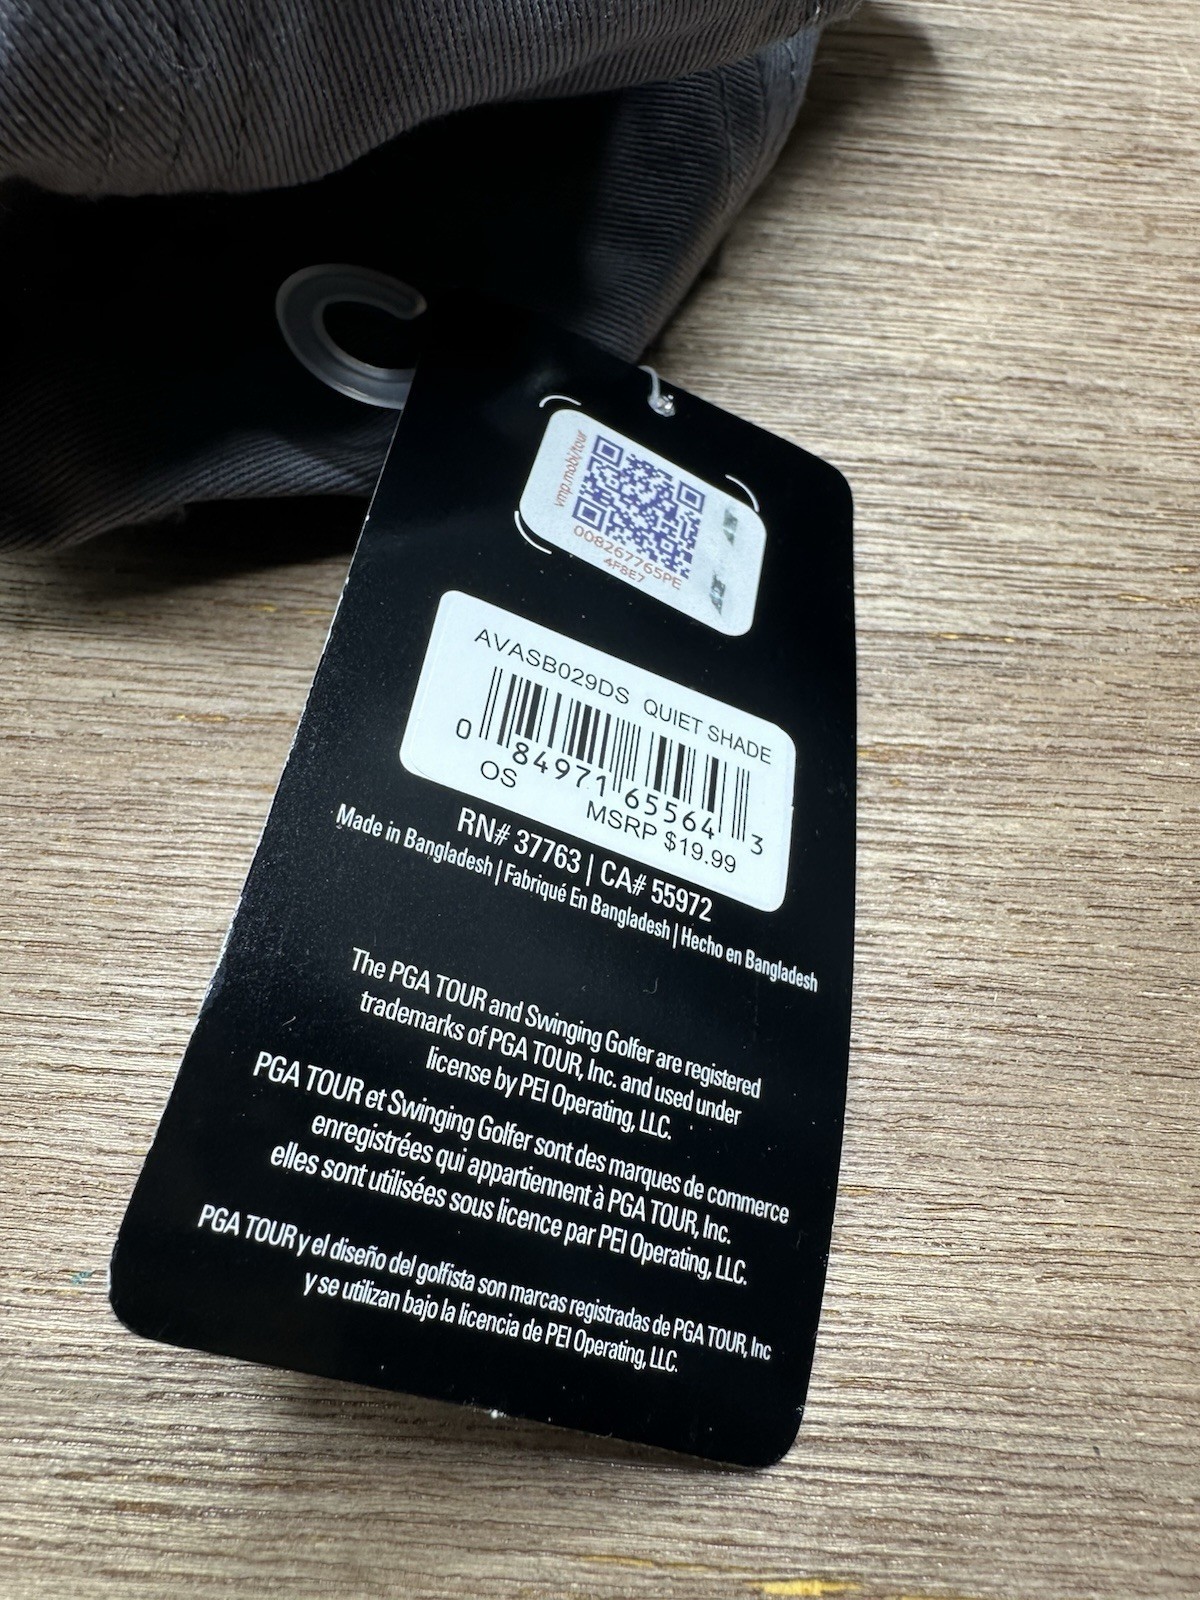 vmp.mobi/tour
008267765PE
4F8E7
AVASB029DS QUIET SHADE
0 84971 65564 3
OS MSRP $19.99
RN# 37763 | CA# 55972
Made in Bangladesh | Fabriqué En Bangladesh | Hecho en Bangladesh
The PGA TOUR and Swinging Golfer are registered
trademarks of PGA TOUR, Inc. and used under
license by PEI Operating, LLC.
PGA TOUR et Swinging Golfer sont des marques de commerce
enregistrées qui appartiennent à PGA TOUR, Inc.
elles sont utilisées sous licence par PEI Operating, LLC.
PGA TOUR y el diseño del golfista son marcas registradas de PGA TOUR, Inc
y se utilizan bajo la licencia de PEI Operating, LLC.